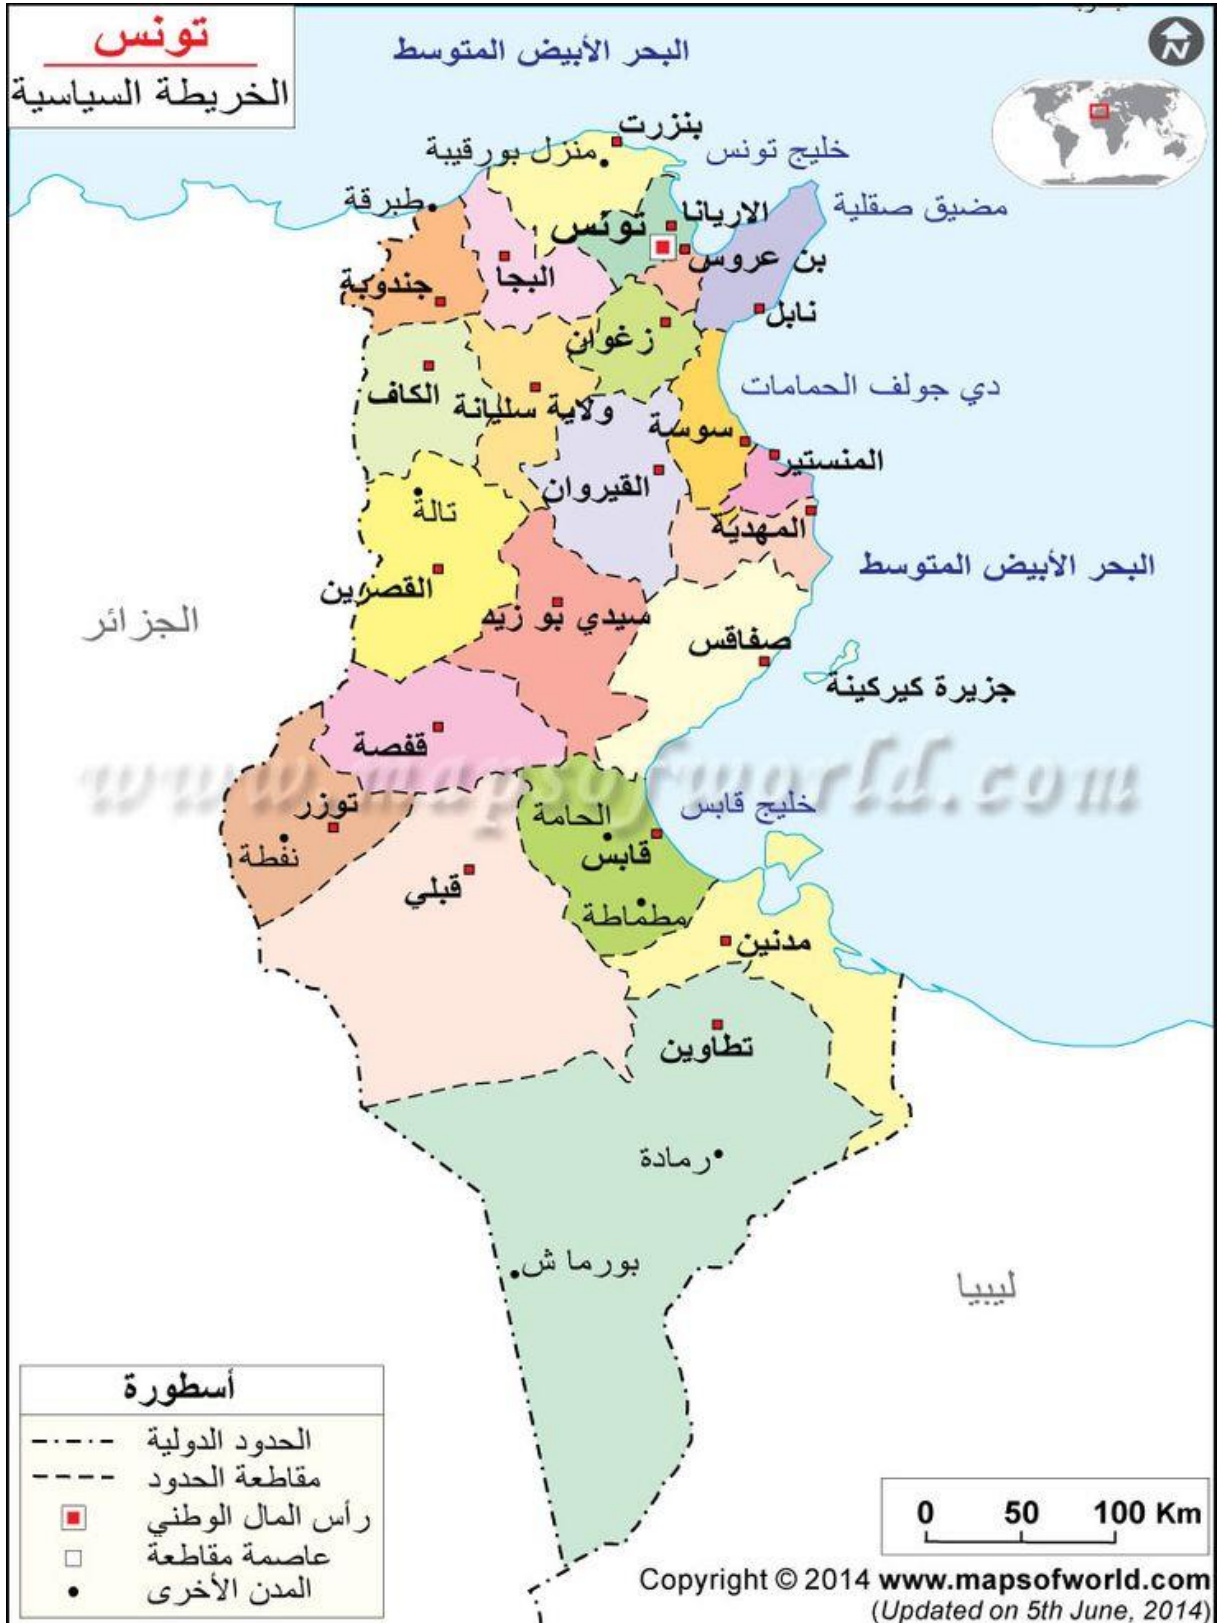 تونس
الخريطة السياسية
البحر الأبيض المتوسط
N
بنزرت
خليج تونس
منزل بورقيبة
طبرقة
مضيق صقلية
الاريانا
تونس
بن عروس
البجا
جندوبة
نابل
زغوان
الكاف
ولاية سليانة
دي جولف الحمامات
سوسة
المنستير
القيروان
تالة
المهدية
البحر الأبيض المتوسط
القصرين
سيدي بو زيد
الجزائر
صفاقس
جزيرة كيركينة
قفصة
www.mapsofworld.com
توزر
الحامة
خليج قابس
نفطة
قابس
قبلي
مطماطة
مدنين
تطاوين
رمادة
بورما ش
ليبيا
أسطورة
الحدود الدولية
مقاطعة الحدود
رأس المال الوطني
عاصمة مقاطعة
المدن الأخرى
0 50 100 Km
Copyright © 2014 www.mapsofworld.com
(Updated on 5th June, 2014)